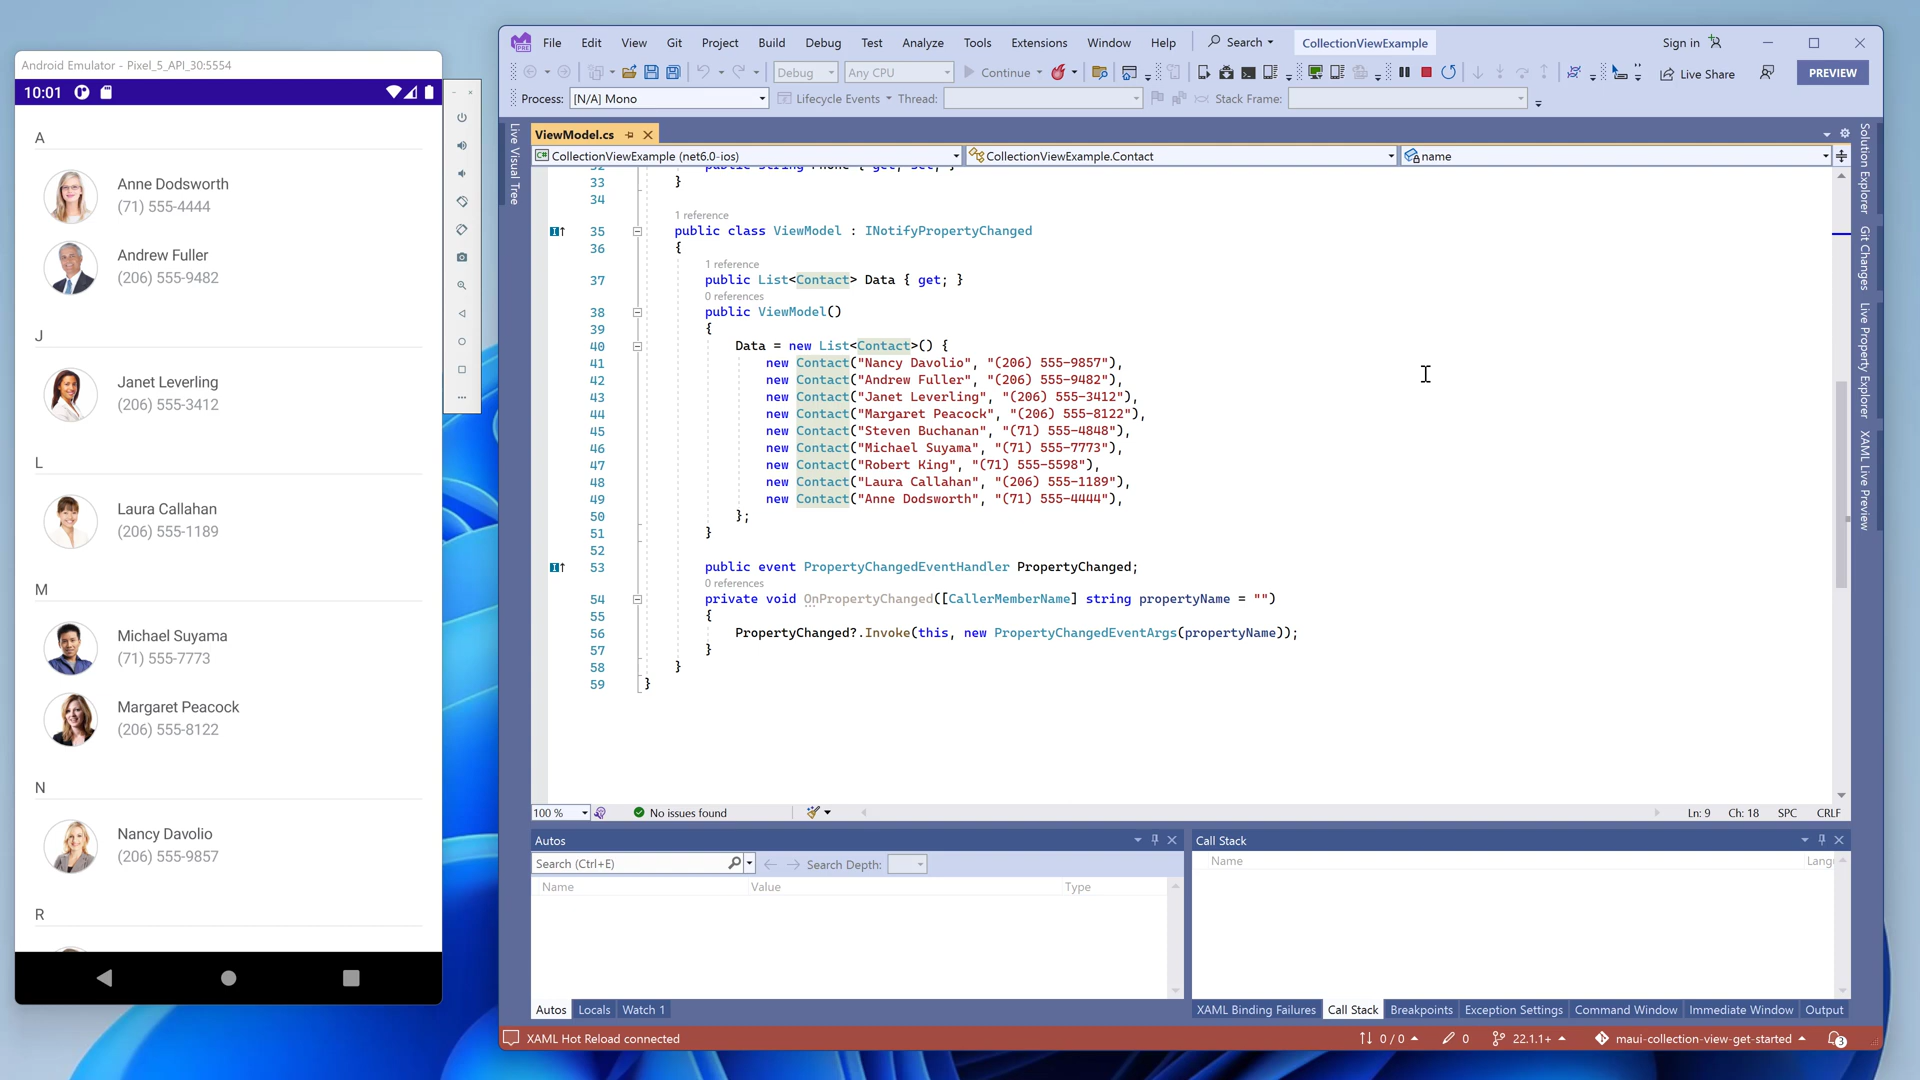 Android Emulator - Pixel_5_API_30:5554
10:01
A
Anne Dodsworth
(71) 555-4444
Andrew Fuller
(206) 555-9482
J
Janet Leverling
(206) 555-3412
L
Laura Callahan
(206) 555-1189
M
Michael Suyama
(71) 555-7773
Margaret Peacock
(206) 555-8122
N
Nancy Davolio
(206) 555-9857
R
File Edit View Git Project Build Debug Test Analyze Tools Extensions Window Help Search CollectionViewExample Sign in
Debug Any CPU Continue Live Share PREVIEW
Process: [N/A] Mono Lifecycle Events Thread: Stack Frame:
Live Visual Tree
ViewModel.cs
CollectionViewExample (net6.0-ios) CollectionViewExample.Contact name
32 public string Phone { get; set; }
33 }
34
1 reference
35 public class ViewModel : INotifyPropertyChanged
36 {
1 reference
37 public List<Contact> Data { get; }
0 references
38 public ViewModel()
39 {
40 Data = new List<Contact>() {
41 new Contact("Nancy Davolio", "(206) 555-9857"),
42 new Contact("Andrew Fuller", "(206) 555-9482"),
43 new Contact("Janet Leverling", "(206) 555-3412"),
44 new Contact("Margaret Peacock", "(206) 555-8122"),
45 new Contact("Steven Buchanan", "(71) 555-4848"),
46 new Contact("Michael Suyama", "(71) 555-7773"),
47 new Contact("Robert King", "(71) 555-5598"),
48 new Contact("Laura Callahan", "(206) 555-1189"),
49 new Contact("Anne Dodsworth", "(71) 555-4444"),
50 };
51 }
52
53 public event PropertyChangedEventHandler PropertyChanged;
0 references
54 private void OnPropertyChanged([CallerMemberName] string propertyName = "")
55 {
56 PropertyChanged?.Invoke(this, new PropertyChangedEventArgs(propertyName));
57 }
58 }
59 }
Solution Explorer
Git Changes
Live Property Explorer
XAML Live Preview
100 % No issues found Ln: 9 Ch: 18 SPC CRLF
Autos
Search (Ctrl+E) Search Depth:
Name Value Type
Autos Locals Watch 1
Call Stack
Name Langu
XAML Binding Failures Call Stack Breakpoints Exception Settings Command Window Immediate Window Output
XAML Hot Reload connected 0 / 0 0 22.1.1+ maui-collection-view-get-started 3